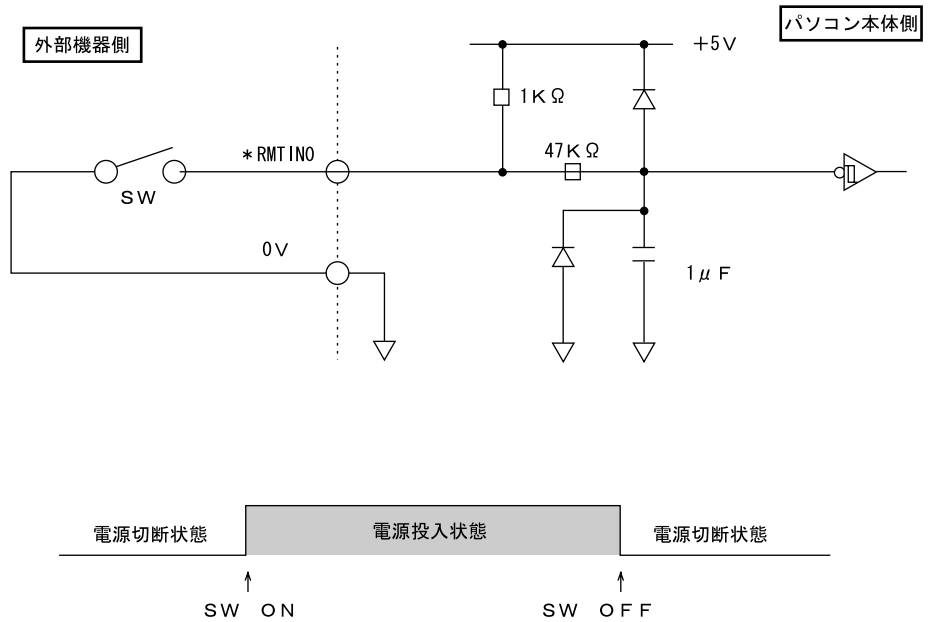 外部機器側
パソコン本体側
+5V
1KΩ
*RMTIN0
47KΩ
SW
0V
1μF
電源切断状態
電源投入状態
電源切断状態
SW ON
SW OFF